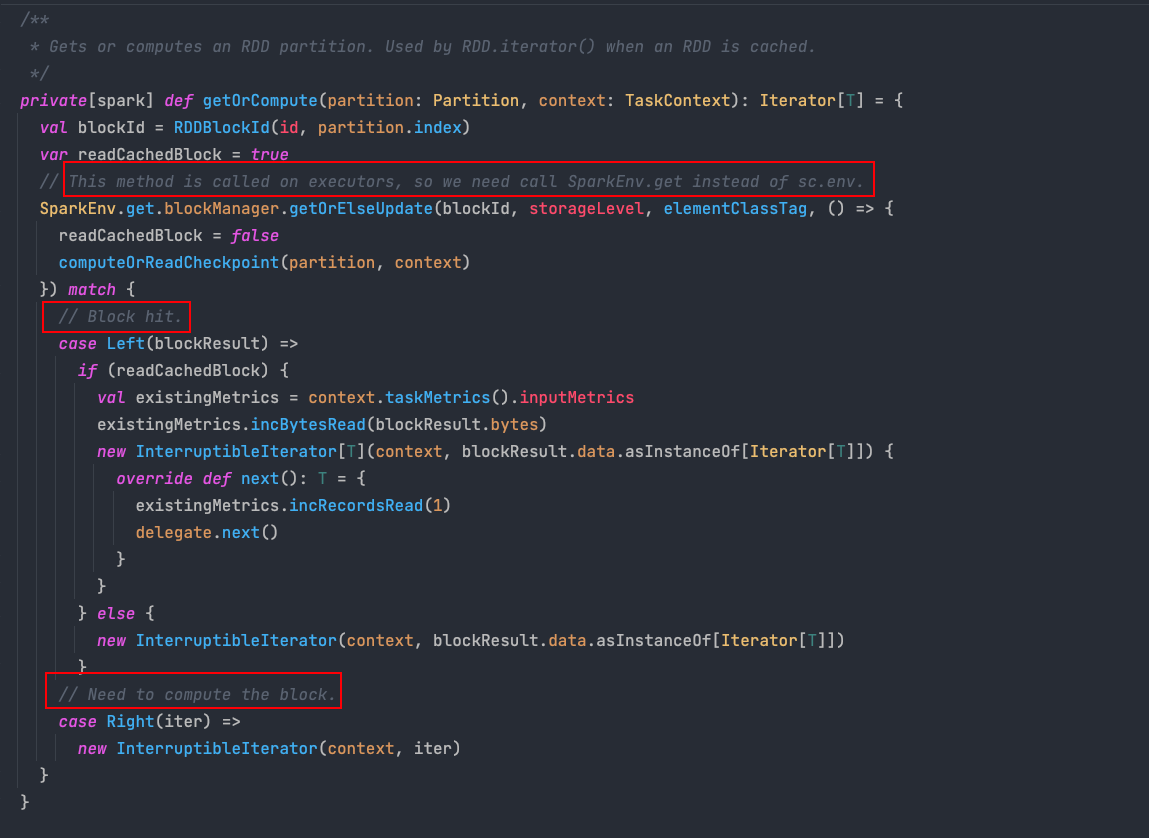 /**
 * Gets or computes an RDD partition. Used by RDD.iterator() when an RDD is cached.
 */
private[spark] def getOrCompute(partition: Partition, context: TaskContext): Iterator[T] = {
  val blockId = RDDBlockId(id, partition.index)
  var readCachedBlock = true
  // This method is called on executors, so we need call SparkEnv.get instead of sc.env.
  SparkEnv.get.blockManager.getOrElseUpdate(blockId, storageLevel, elementClassTag, () => {
    readCachedBlock = false
    computeOrReadCheckpoint(partition, context)
  }) match {
    // Block hit.
    case Left(blockResult) =>
      if (readCachedBlock) {
        val existingMetrics = context.taskMetrics().inputMetrics
        existingMetrics.incBytesRead(blockResult.bytes)
        new InterruptibleIterator[T](context, blockResult.data.asInstanceOf[Iterator[T]]) {
          override def next(): T = {
            existingMetrics.incRecordsRead(1)
            delegate.next()
          }
        }
      } else {
        new InterruptibleIterator(context, blockResult.data.asInstanceOf[Iterator[T]])
      }
    // Need to compute the block.
    case Right(iter) =>
      new InterruptibleIterator(context, iter)
  }
}